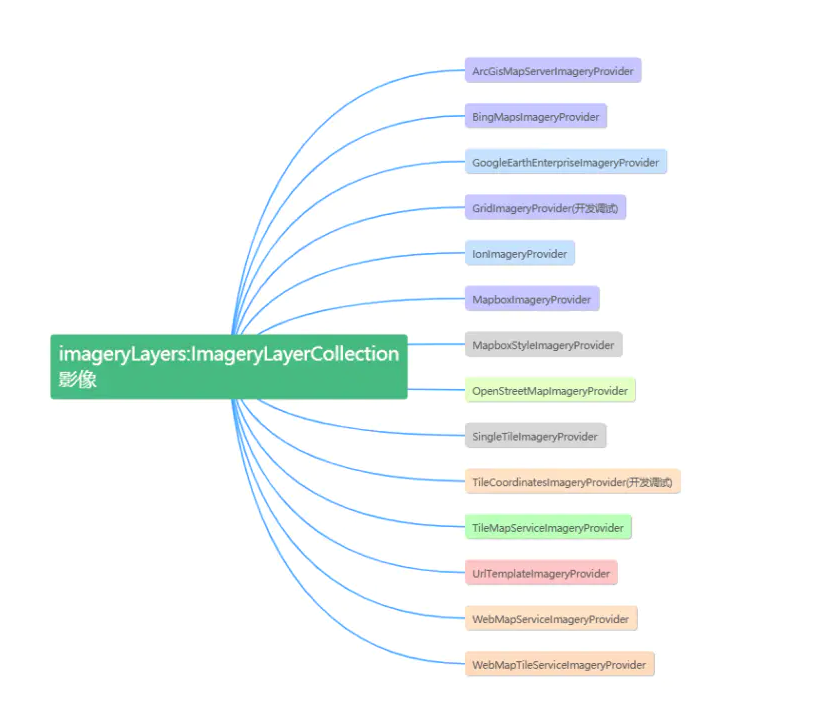 ArcGisMapServerImageryProvider
BingMapsImageryProvider
GoogleEarthEnterpriseImageryProvider
GridImageryProvider(开发调试)
IonImageryProvider
MapboxImageryProvider
imageryLayers:ImageryLayerCollection
影像
MapboxStyleImageryProvider
OpenStreetMapImageryProvider
SingleTileImageryProvider
TileCoordinatesImageryProvider(开发调试)
TileMapServiceImageryProvider
UrlTemplateImageryProvider
WebMapServiceImageryProvider
WebMapTileServiceImageryProvider